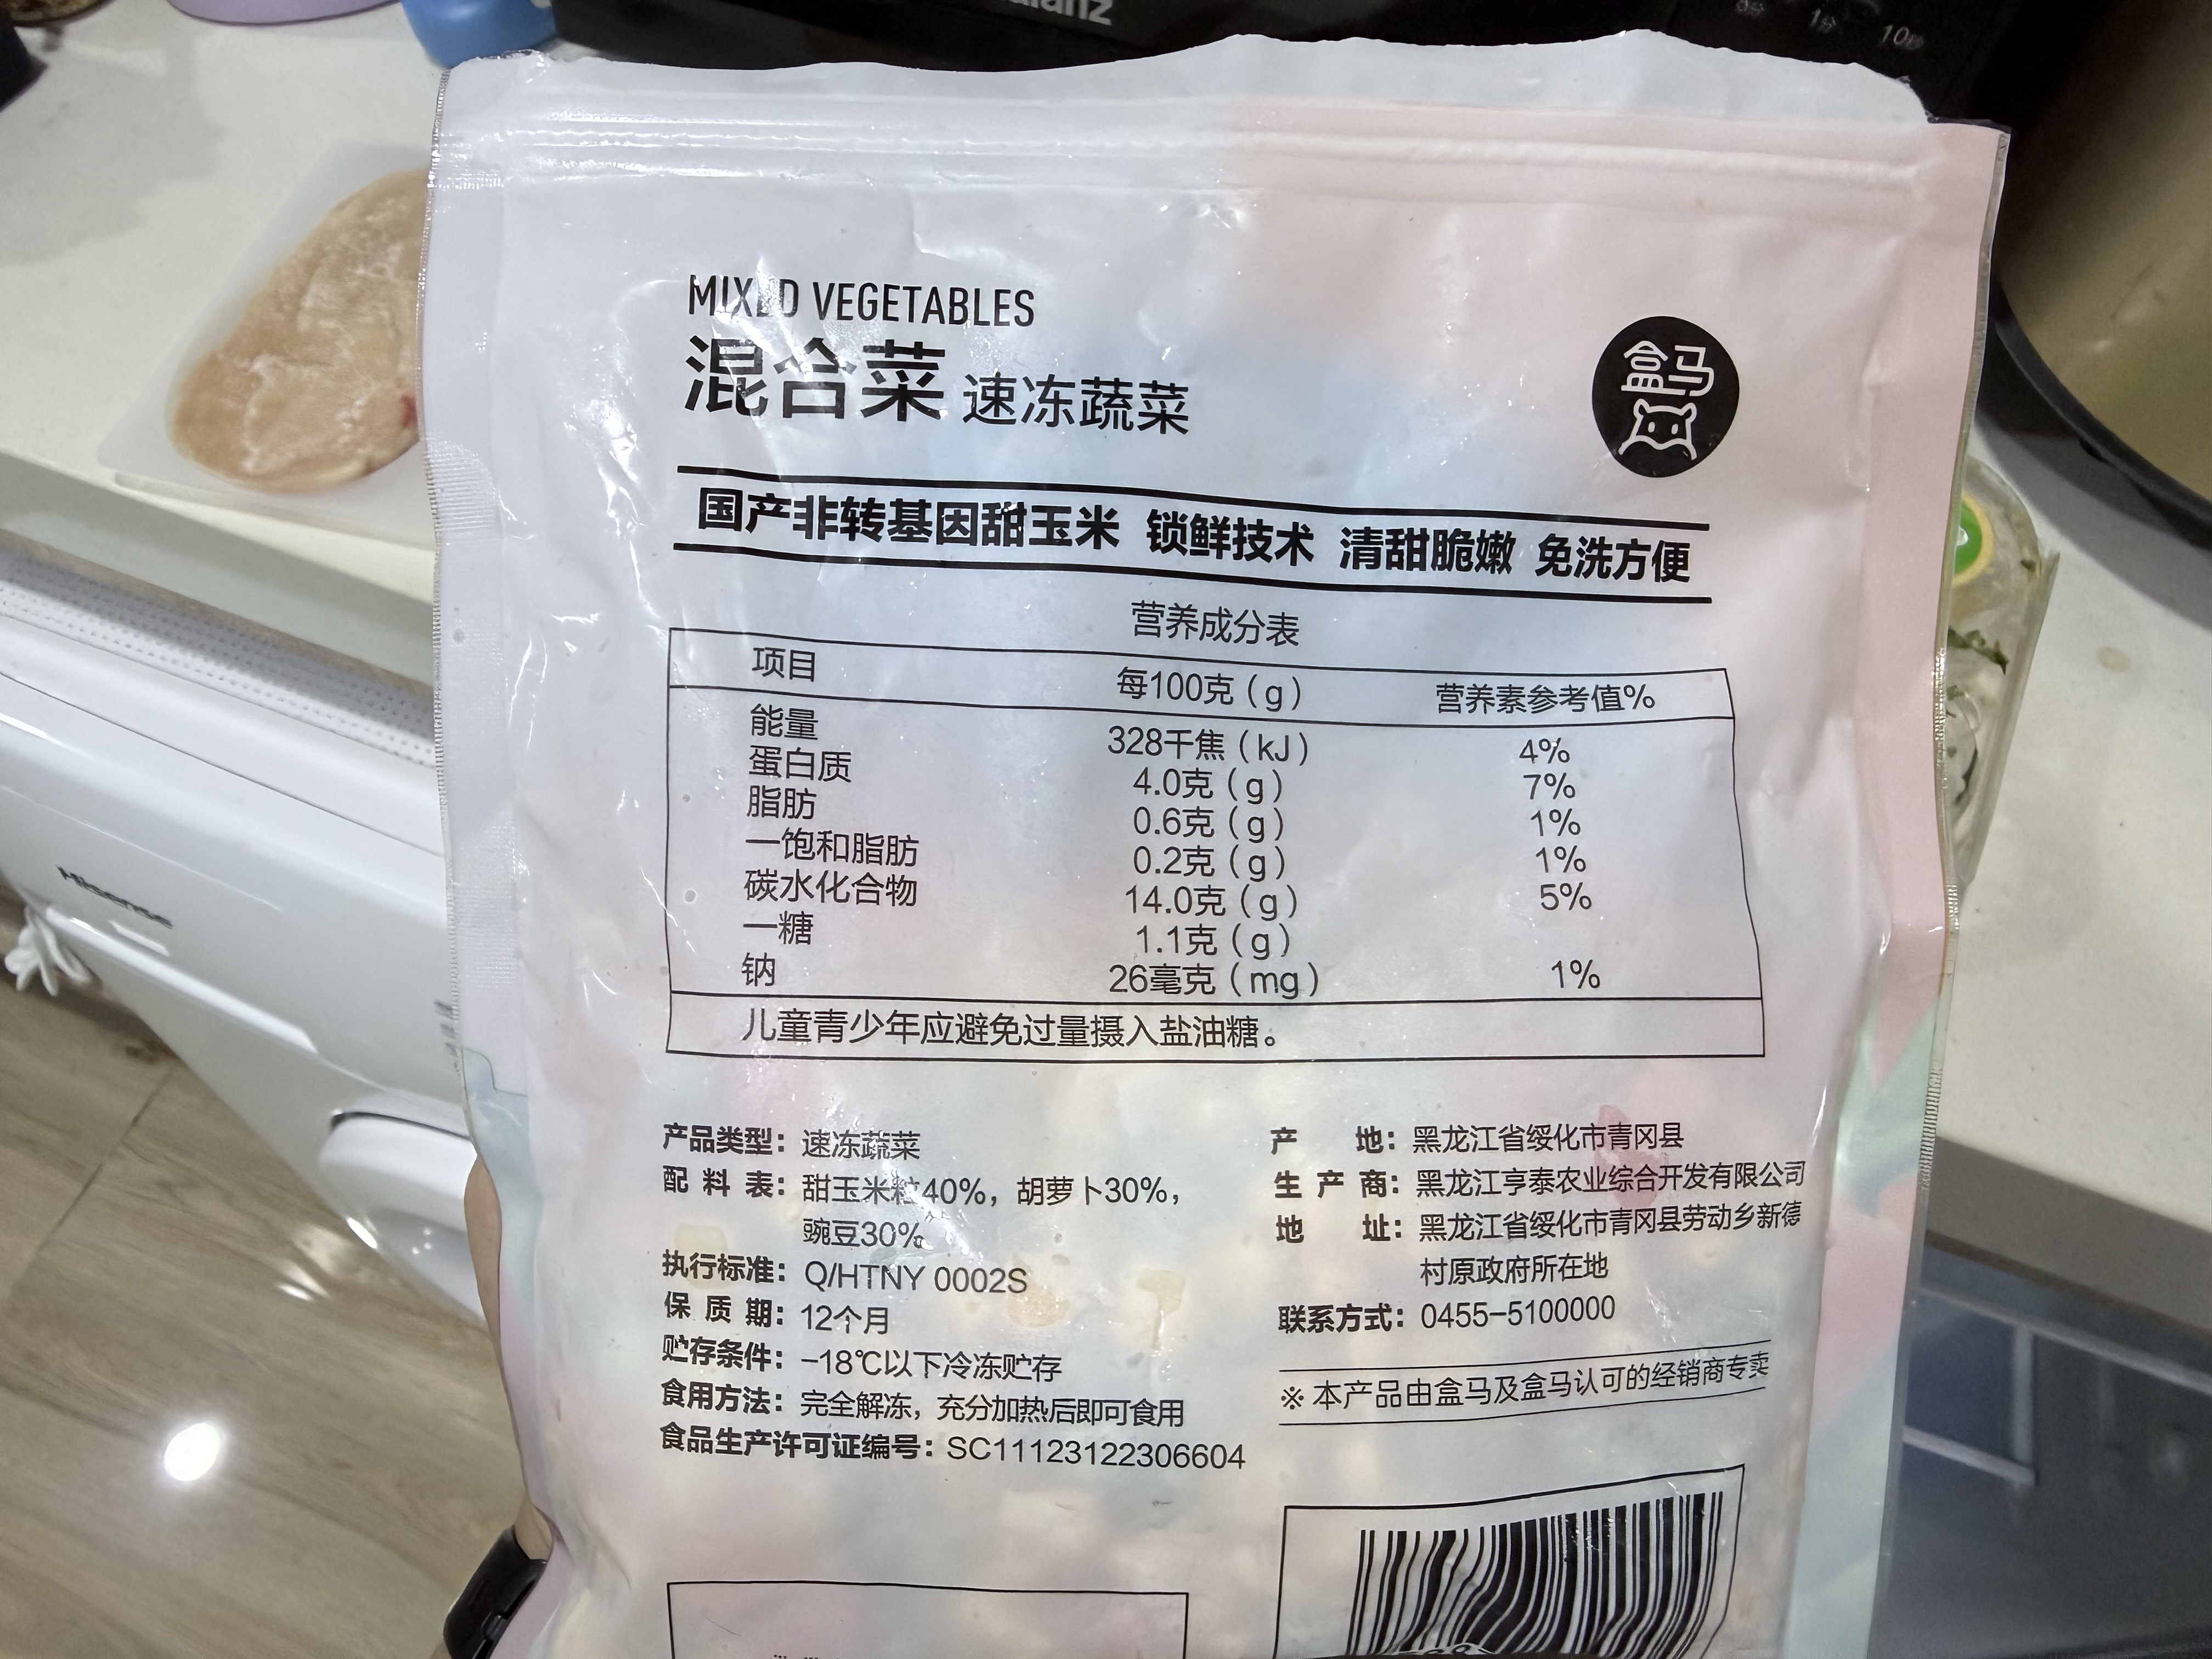 MIXED VEGETABLES
混合菜 速冻蔬菜
盒马
国产非转基因甜玉米 锁鲜技术 清甜脆嫩 免洗方便
营养成分表
项目 每100克(g) 营养素参考值%
能量 328千焦(kJ) 4%
蛋白质 4.0克(g) 7%
脂肪 0.6克(g) 1%
—饱和脂肪 0.2克(g) 1%
碳水化合物 14.0克(g) 5%
—糖 1.1克(g)
钠 26毫克(mg) 1%
儿童青少年应避免过量摄入盐油糖。
产品类型：速冻蔬菜
配料表：甜玉米粒40%，胡萝卜30%，
豌豆30%
执行标准：Q/HTNY 0002S
保质期：12个月
贮存条件：-18℃以下冷冻贮存
食用方法：完全解冻，充分加热后即可食用
食品生产许可证编号：SC11123122306604
产地：黑龙江省绥化市青冈县
生产商：黑龙江亨泰农业综合开发有限公司
地址：黑龙江省绥化市青冈县劳动乡新德
村原政府所在地
联系方式：0455-5100000
※本产品由盒马及盒马认可的经销商专卖
Hisense